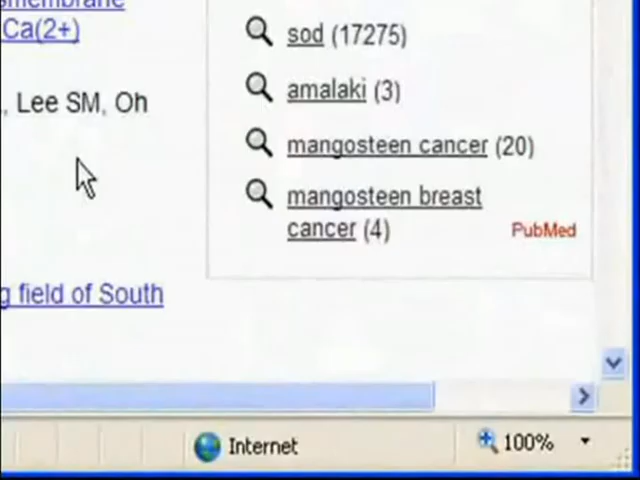 membrane
Ca(2+)
, Lee SM, Oh
g field of South
sod (17275)
amalaki (3)
mangosteen cancer (20)
mangosteen breast
cancer (4)
PubMed
Internet
100%